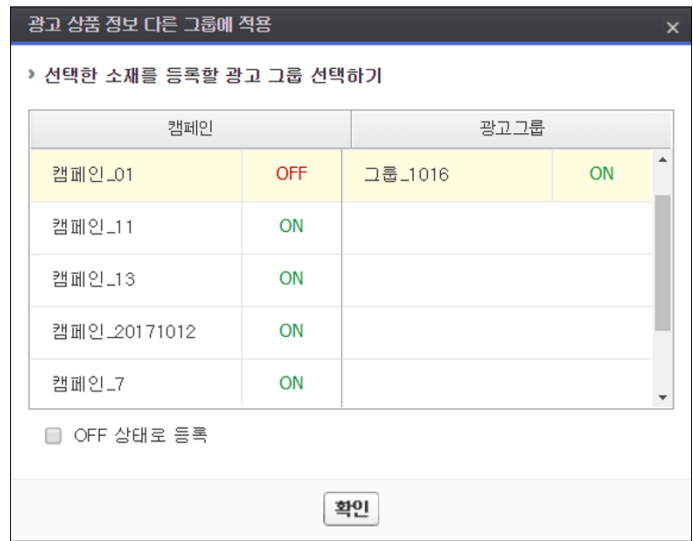 광고 상품 정보 다른 그룹에 적용
선택한 소재를 등록할 광고 그룹 선택하기
캠페인 광고그룹
캠페인_01 OFF 그룹_1016 ON
캠페인_11 ON
캠페인_13 ON
캠페인_20171012 ON
캠페인_7 ON
OFF 상태로 등록
확인